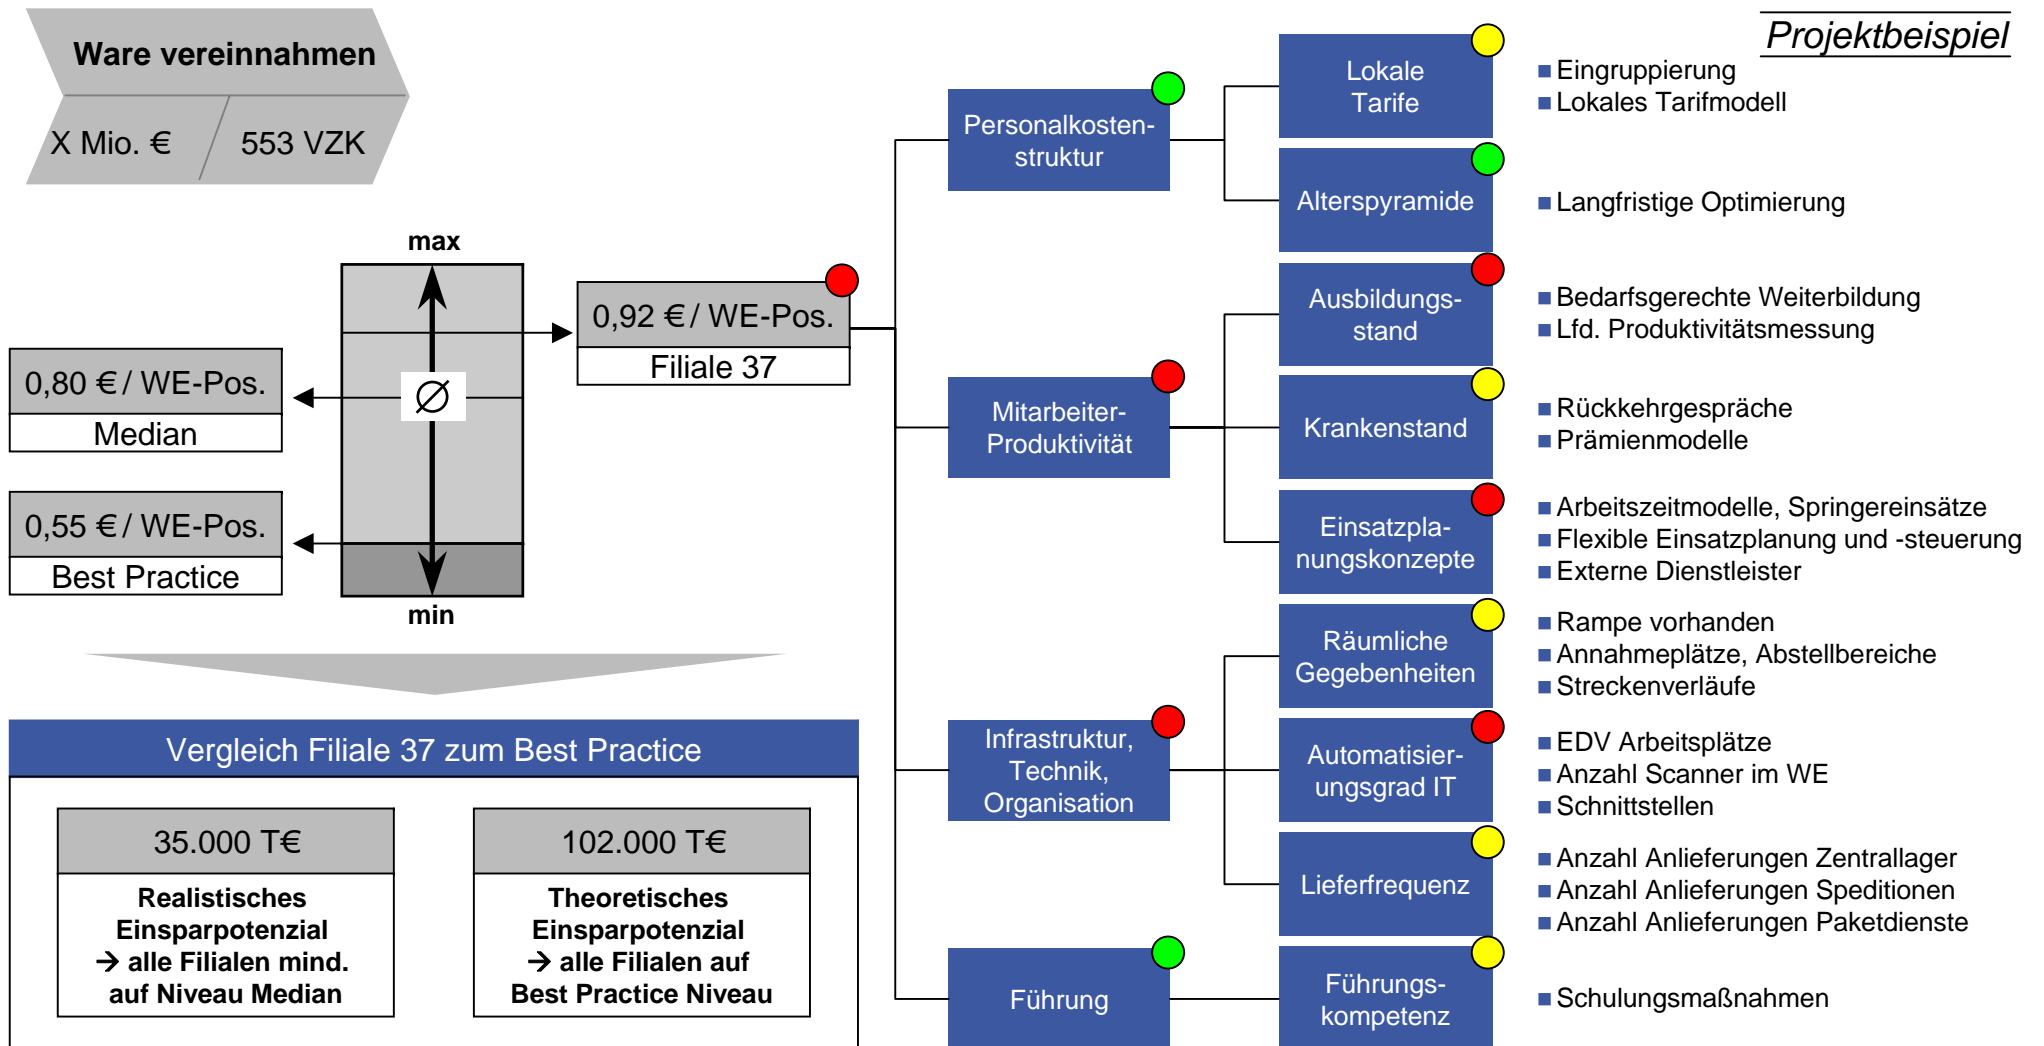 Projektbeispiel
Ware vereinnahmen
X Mio. € / 553 VZK
max
Ø
min
0,80 € / WE-Pos.
Median
0,55 € / WE-Pos.
Best Practice
0,92 € / WE-Pos.
Filiale 37
Vergleich Filiale 37 zum Best Practice
35.000 T€
Realistisches
Einsparpotenzial
→ alle Filialen mind.
auf Niveau Median
102.000 T€
Theoretisches
Einsparpotenzial
→ alle Filialen auf
Best Practice Niveau
Personalkosten-
struktur
Lokale
Tarife
■ Eingruppierung
■ Lokales Tarifmodell
Alterspyramide
■ Langfristige Optimierung
Mitarbeiter-
Produktivität
Ausbildungs-
stand
■ Bedarfsgerechte Weiterbildung
■ Lfd. Produktivitätsmessung
Krankenstand
■ Rückkehrgespräche
■ Prämienmodelle
Einsatzpla-
nungskonzepte
■ Arbeitszeitmodelle, Springereinsätze
■ Flexible Einsatzplanung und -steuerung
■ Externe Dienstleister
Infrastruktur,
Technik,
Organisation
Räumliche
Gegebenheiten
■ Rampe vorhanden
■ Annahmeplätze, Abstellbereiche
■ Streckenverläufe
Automatisier-
ungsgrad IT
■ EDV Arbeitsplätze
■ Anzahl Scanner im WE
■ Schnittstellen
Lieferfrequenz
■ Anzahl Anlieferungen Zentrallager
■ Anzahl Anlieferungen Speditionen
■ Anzahl Anlieferungen Paketdienste
Führung
Führungs-
kompetenz
■ Schulungsmaßnahmen